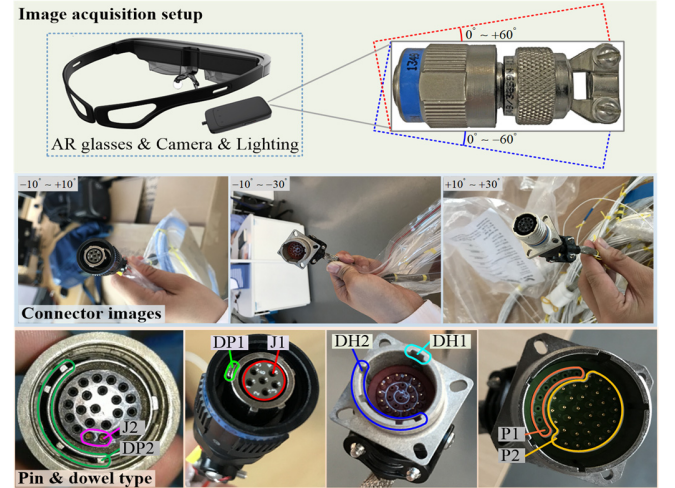 Image acquisition setup
0° ~ +60°
1346
AR glasses & Camera & Lighting
0° ~ −60°
−10° ~ +10°
−10° ~ −30°
+10° ~ +30°
Connector images
DP1
J1
DH2
DH1
J2
DP2
P1
P2
Pin & dowel type